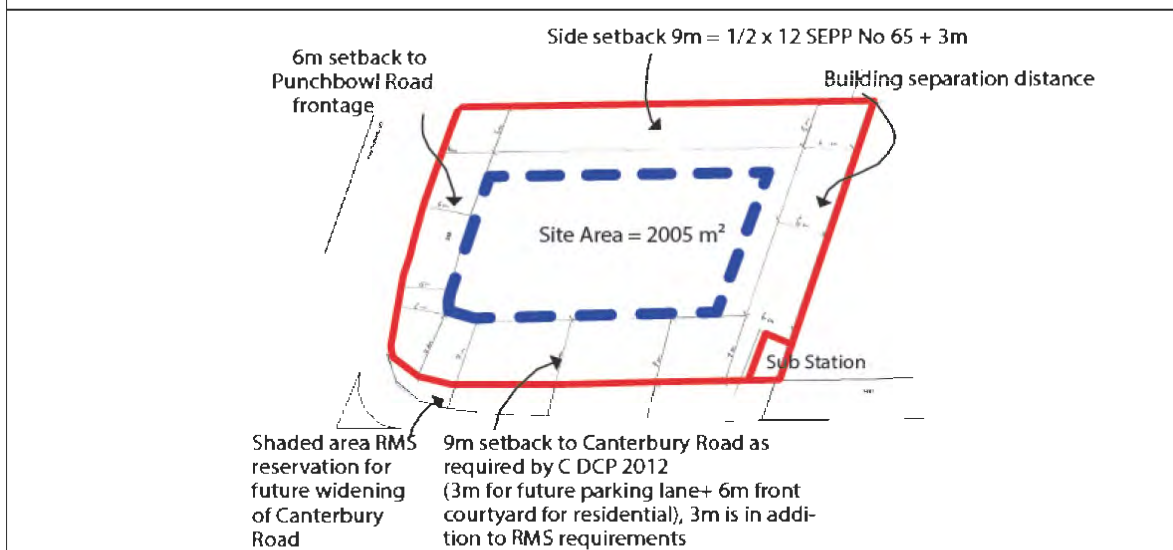 Side setback 9m = 1/2 x 12 SEPP No 65 + 3m
6m setback to
Punchbowl Road
frontage
Building separation distance
Site Area = 2005 m²
Sub Station
Shaded area RMS
reservation for
future widening
of Canterbury
Road
9m setback to Canterbury Road as
required by C DCP 2012
(3m for future parking lane+ 6m front
courtyard for residential), 3m is in addi-
tion to RMS requirements